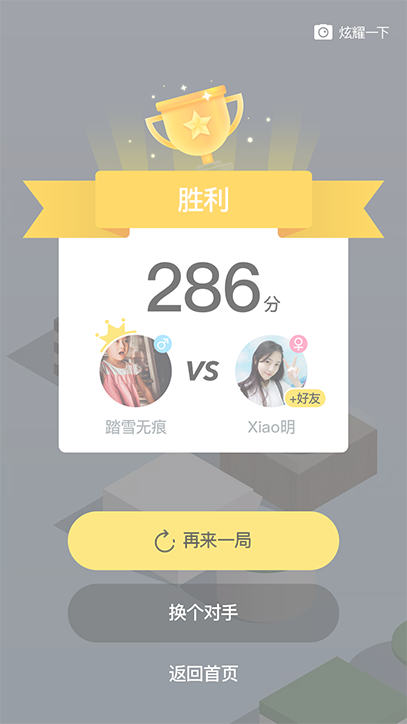 炫耀一下
胜利
286分
VS
+好友
踏雪无痕
Xiao明
再来一局
换个对手
返回首页